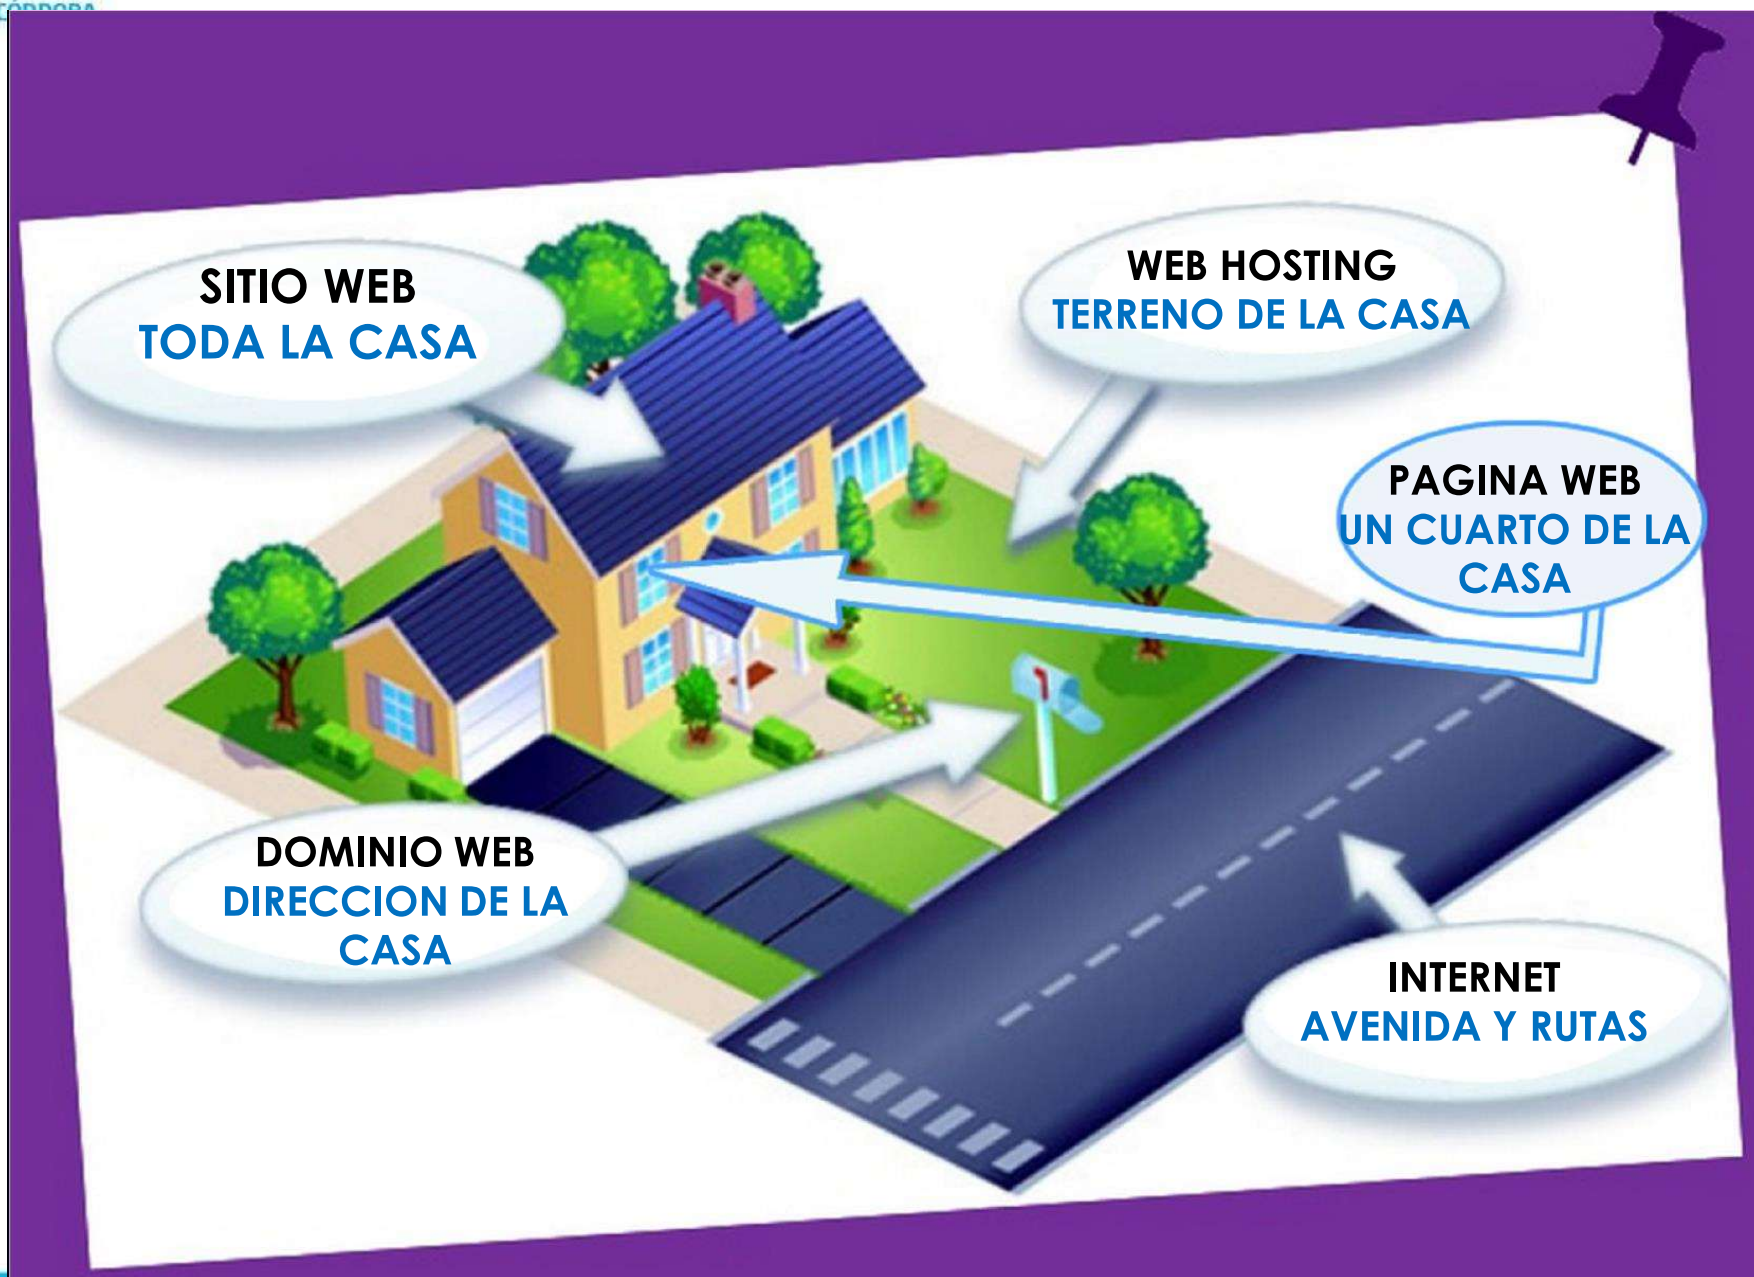 CÓRDOBA
SITIO WEB
TODA LA CASA
WEB HOSTING
TERRENO DE LA CASA
PAGINA WEB
UN CUARTO DE LA
CASA
DOMINIO WEB
DIRECCION DE LA
CASA
INTERNET
AVENIDA Y RUTAS